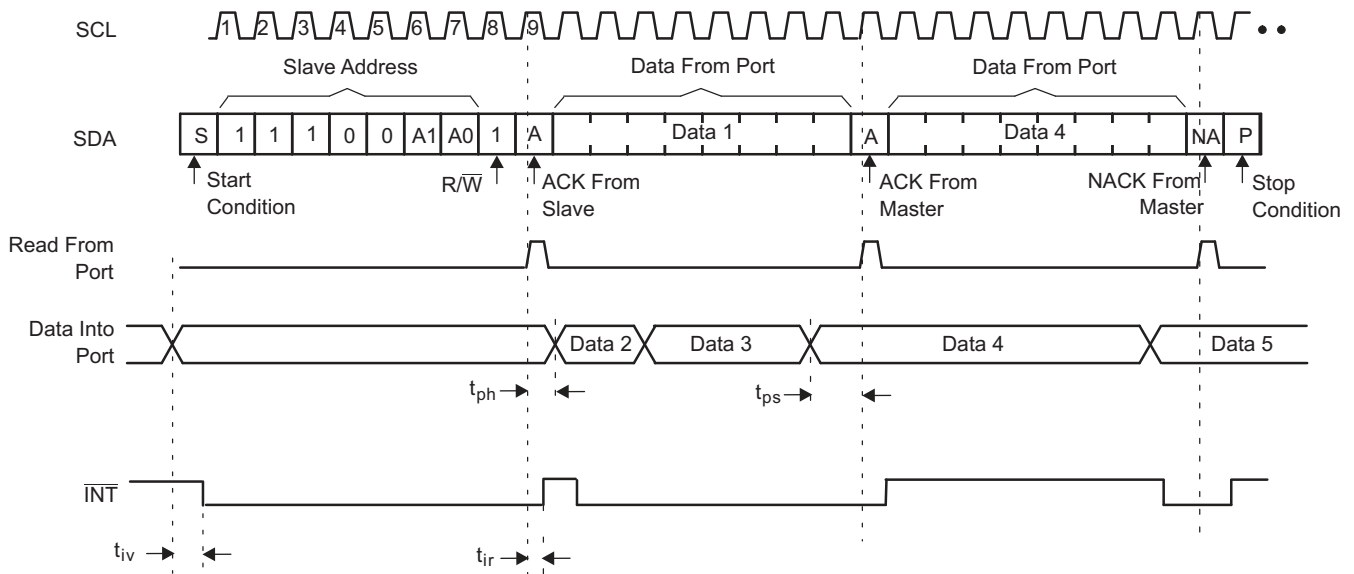 SCL 1 2 3 4 5 6 7 8 9
Slave Address Data From Port Data From Port
SDA S 1 1 1 0 0 A1 A0 1 A Data 1 A Data 4 NA P
Start Condition
R/W̅
ACK From Slave
ACK From Master
NACK From Master
Stop Condition
Read From Port
Data Into Port
Data 2 Data 3 Data 4 Data 5
tph tps
I̅N̅T̅
tiv tir